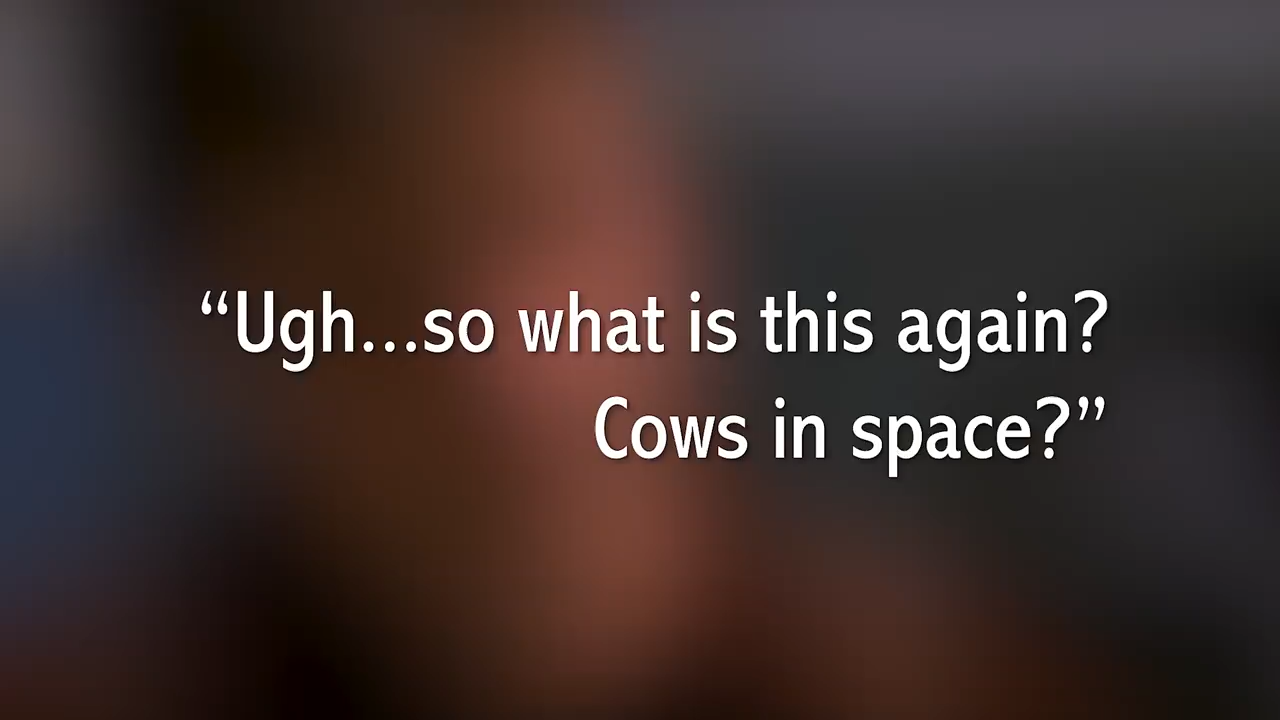 “Ugh...so what is this again?
Cows in space?”